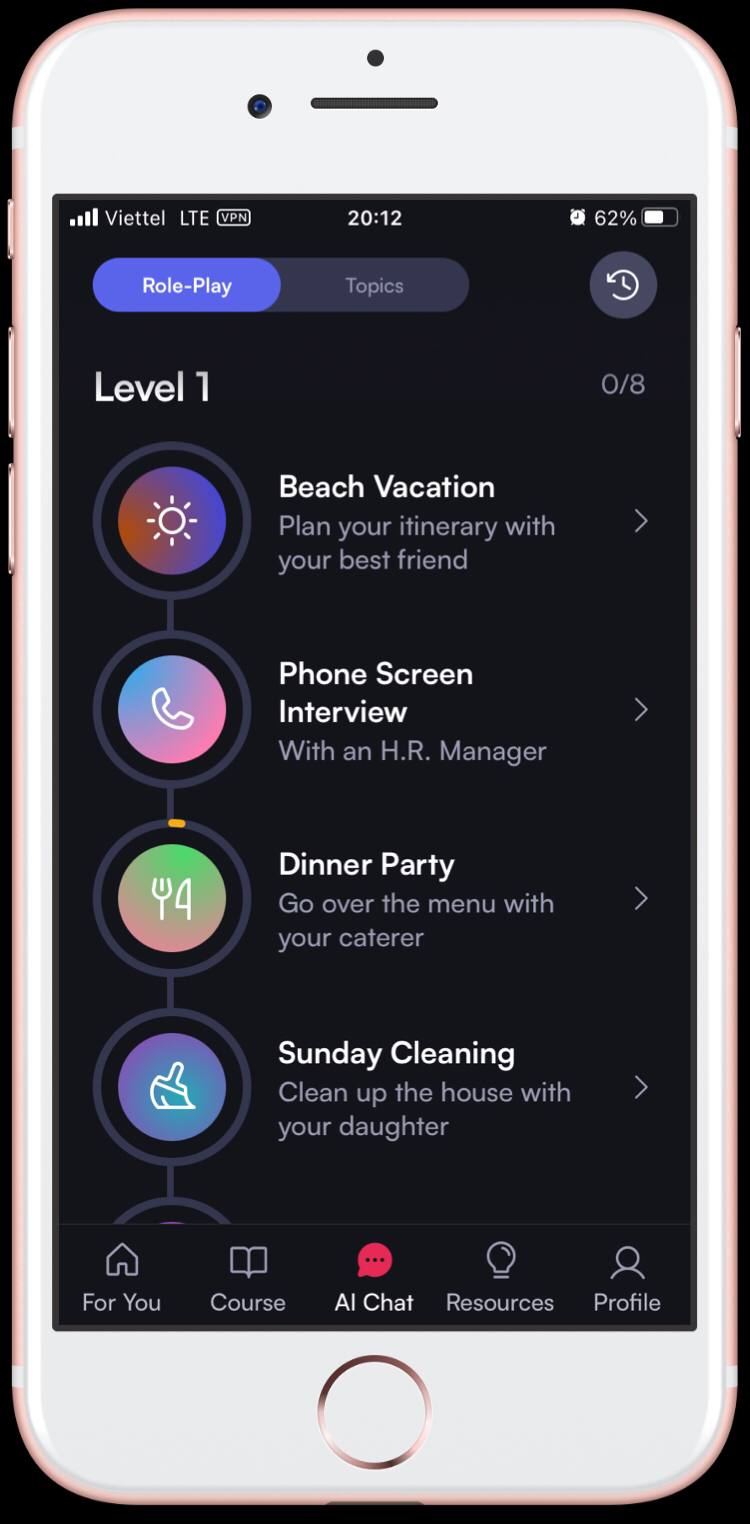 Viettel LTE VPN 20:12 62%
Role-Play Topics
Level 1 0/8
Beach Vacation
Plan your itinerary with
your best friend
Phone Screen
Interview
With an H.R. Manager
Dinner Party
Go over the menu with
your caterer
Sunday Cleaning
Clean up the house with
your daughter
For You Course AI Chat Resources Profile